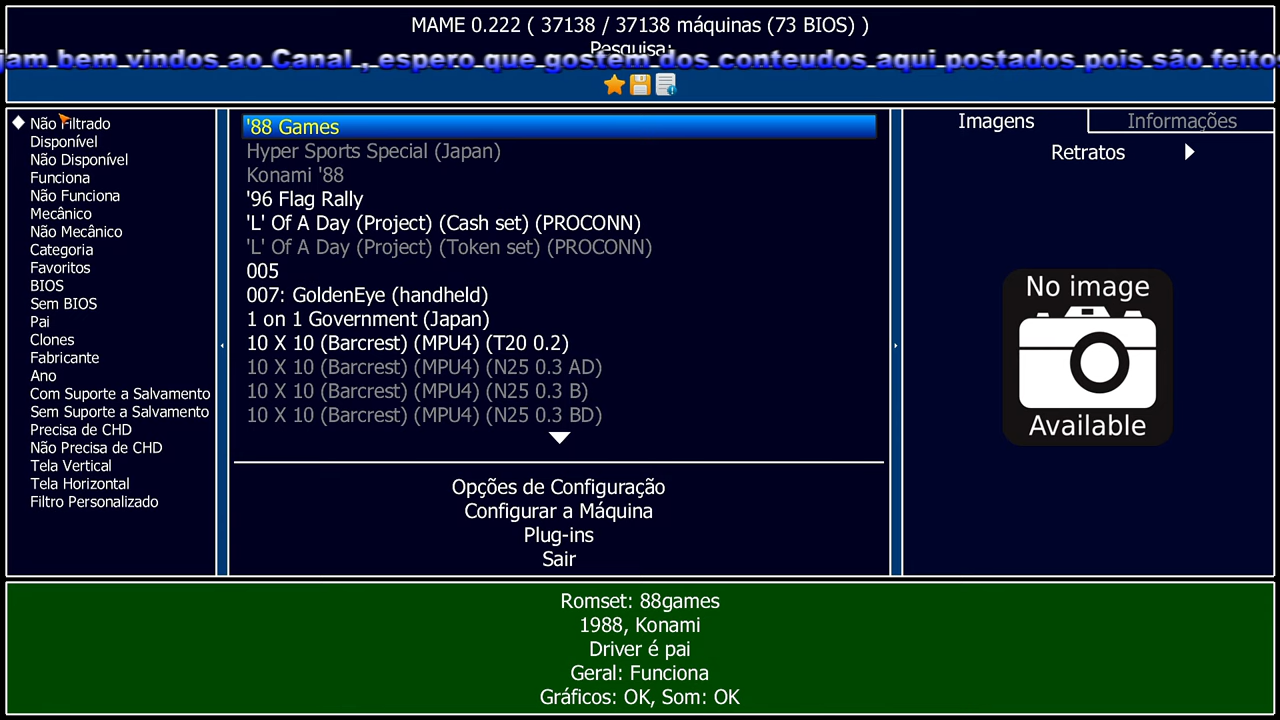 MAME 0.222 ( 37138 / 37138 máquinas (73 BIOS) )
Pesquisa:
jam bem vindos ao Canal , espero que gostem dos conteudos aqui postados pois são feitos
Não Filtrado
Disponível
Não Disponível
Funciona
Não Funciona
Mecânico
Não Mecânico
Categoria
Favoritos
BIOS
Sem BIOS
Pai
Clones
Fabricante
Ano
Com Suporte a Salvamento
Sem Suporte a Salvamento
Precisa de CHD
Não Precisa de CHD
Tela Vertical
Tela Horizontal
Filtro Personalizado
'88 Games
Hyper Sports Special (Japan)
Konami '88
'96 Flag Rally
'L' Of A Day (Project) (Cash set) (PROCONN)
'L' Of A Day (Project) (Token set) (PROCONN)
005
007: GoldenEye (handheld)
1 on 1 Government (Japan)
10 X 10 (Barcrest) (MPU4) (T20 0.2)
10 X 10 (Barcrest) (MPU4) (N25 0.3 AD)
10 X 10 (Barcrest) (MPU4) (N25 0.3 B)
10 X 10 (Barcrest) (MPU4) (N25 0.3 BD)
Opções de Configuração
Configurar a Máquina
Plug-ins
Sair
Imagens
Informações
Retratos
No image
Available
Romset: 88games
1988, Konami
Driver é pai
Geral: Funciona
Gráficos: OK, Som: OK